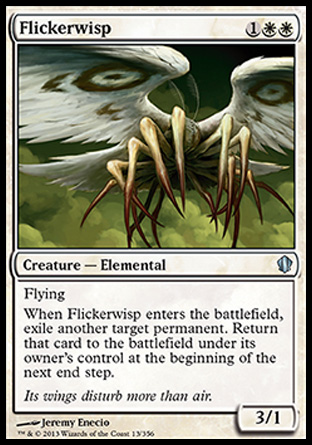 Flickerwisp 1
Creature — Elemental
Flying
When Flickerwisp enters the battlefield,
exile another target permanent. Return
that card to the battlefield under its
owner's control at the beginning of the
next end step.
Its wings disturb more than air.
3/1
Jeremy Enecio
™ & © 2013 Wizards of the Coast 13/356